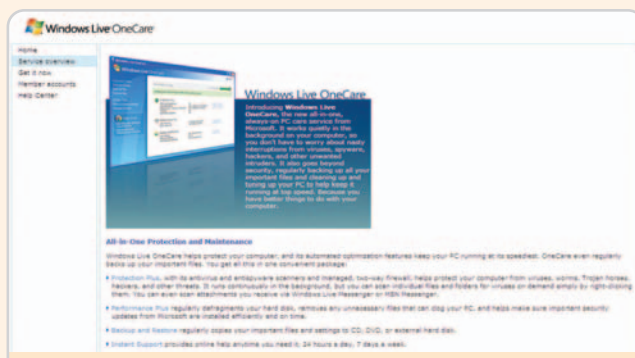 Windows Live OneCare
Home
Service overview
Get it now
Member accounts
Help Center
Windows Live OneCare
Introducing Windows Live
OneCare, the new all-in-one,
always-on PC care service from
Microsoft. It works quietly in the
background on your computer, so
you don't have to worry about nasty
interruptions from viruses, spyware,
hackers, and other unwanted
intruders. It also goes beyond
security, regularly backing up all your
important files and cleaning up and
tuning up your PC to help keep it
running at top speed. Because you
have better things to do with your
computer.
All-in-One Protection and Maintenance
Windows Live OneCare helps protect your computer, and its automated optimization features keep your PC running at its speediest. OneCare even regularly
backs up your important files. You get all this in one convenient package:
Protection Plus, with its antivirus and antispyware scanners and managed, two-way firewall, helps protect your computer from viruses, worms, Trojan horses,
hackers, and other threats. It runs continuously in the background, but you can scan individual files and folders for viruses on demand simply by right-clicking
them. You can even scan attachments you receive via Windows Live Messenger or MSN Messenger.
Performance Plus regularly defragments your hard disk, removes any unnecessary files that can clog your PC, and helps make sure important security
updates from Microsoft are installed efficiently and on time.
Backup and Restore regularly copies your important files and settings to CD, DVD, or external hard disk.
Instant Support provides online help anytime you need it, 24 hours a day, 7 days a week.